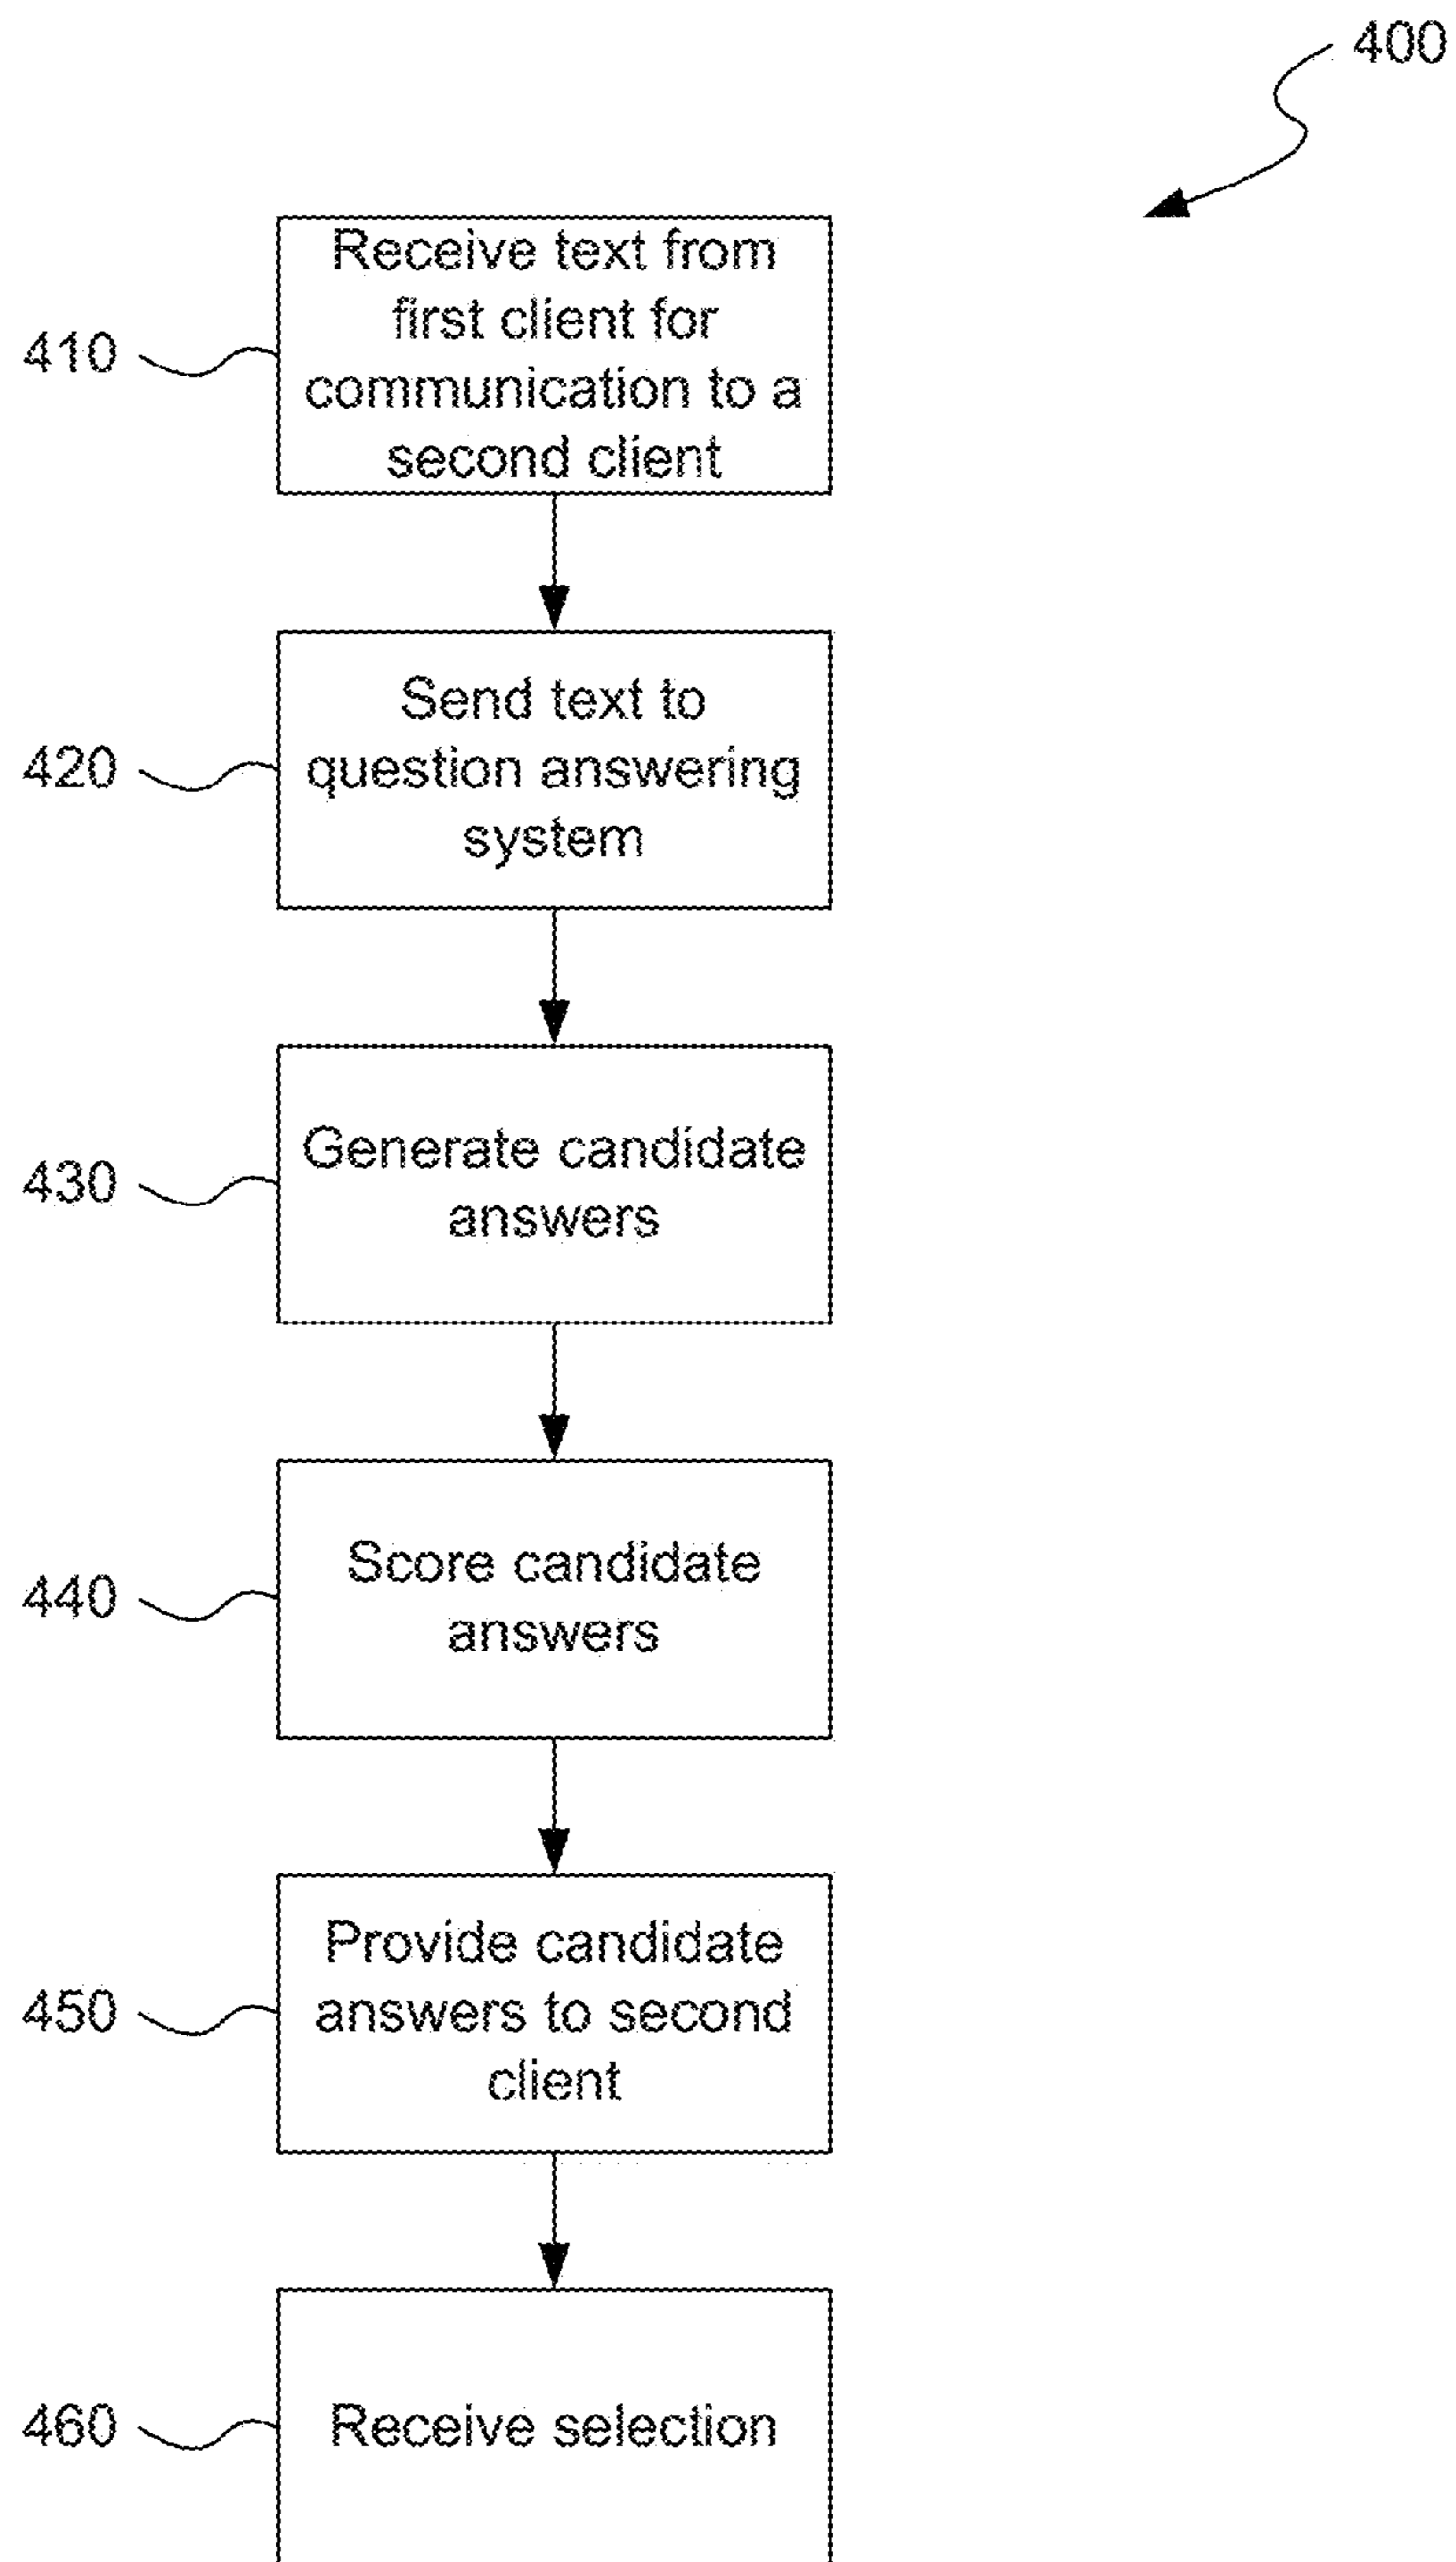 400
410
Receive text from
first client for
communication to a
second client
420
Send text to
question answering
system
430
Generate candidate
answers
440
Score candidate
answers
450
Provide candidate
answers to second
client
460
Receive selection